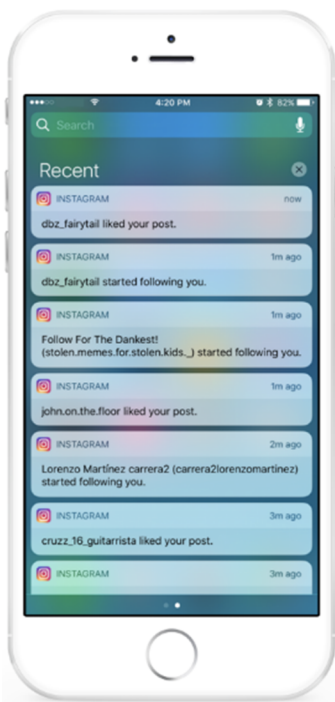 4:20 PM
82%
Search
Recent
INSTAGRAM
now
dbz_fairytail liked your post.
INSTAGRAM
1m ago
dbz_fairytail started following you.
INSTAGRAM
1m ago
Follow For The Dankest!
(stolen.memes.for.stolen.kids._) started following you.
INSTAGRAM
1m ago
john.on.the.floor liked your post.
INSTAGRAM
2m ago
Lorenzo Martínez carrera2 (carrera2lorenzomartinez)
started following you.
INSTAGRAM
3m ago
cruzz_16_guitarrista liked your post.
INSTAGRAM
3m ago